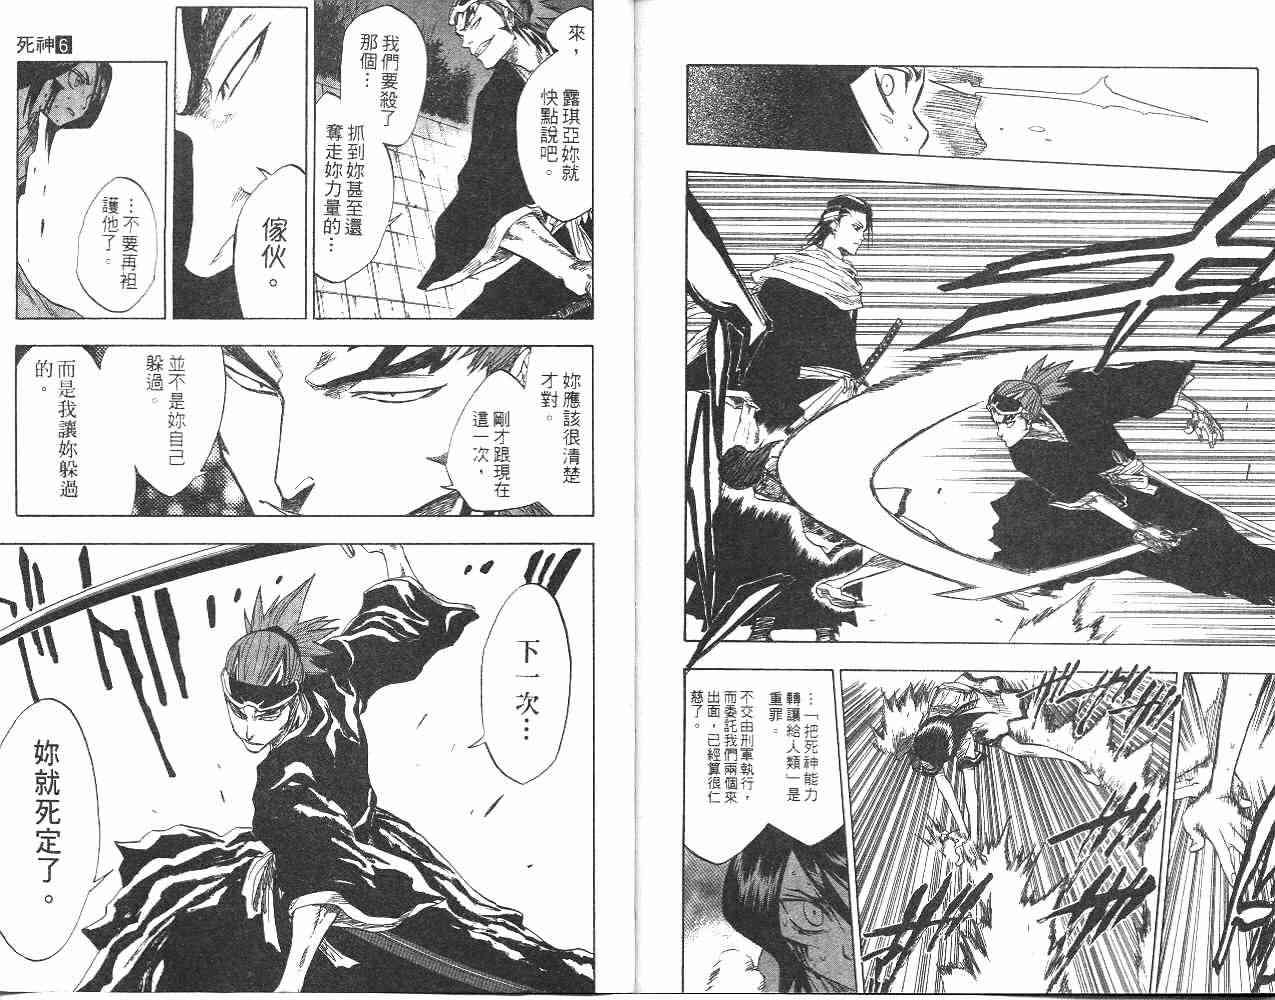 …「把死神能力
轉讓給人類」是
重罪。
不交由刑軍執行，
而委託我們兩個來
出面，已經算很仁
慈了。
死神6
來，
露琪亞妳就
快點說吧。
我們要殺了
那個…
抓到妳甚至還
奪走妳力量的…
傢伙。
…不要再袒
護他了。
妳應該很清楚
才對。
剛才跟現在
這一次，
並不是妳自己
躲過。
而是我讓妳躲過
的。
下一次…
妳就死定了。